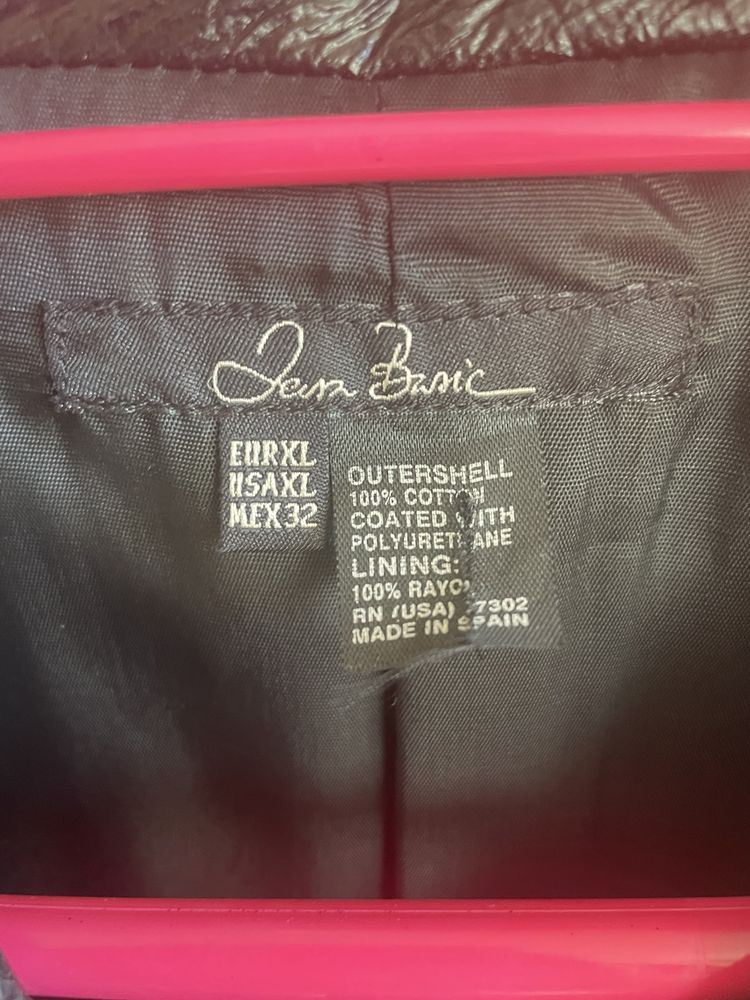 Zara Basic
EUR XL
USA XL
MEX 32
OUTERSHELL
100% COTTON
COATED WITH
POLYURETHANE
LINING:
100% RAYON
RN (USA) 77302
MADE IN SPAIN